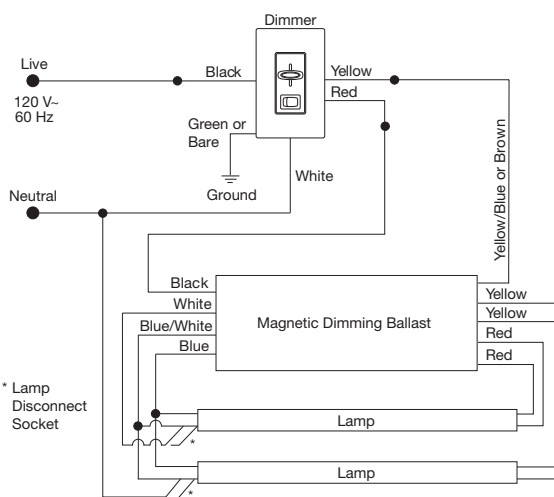 Dimmer
Live
Black
Yellow
120 V~
60 Hz
Red
Green or
Bare
White
Ground
Neutral
Yellow/Blue or Brown
Black
White
Blue/White
Blue
Magnetic Dimming Ballast
Yellow
Yellow
Red
Red
* Lamp
Disconnect
Socket
Lamp
*
Lamp
*